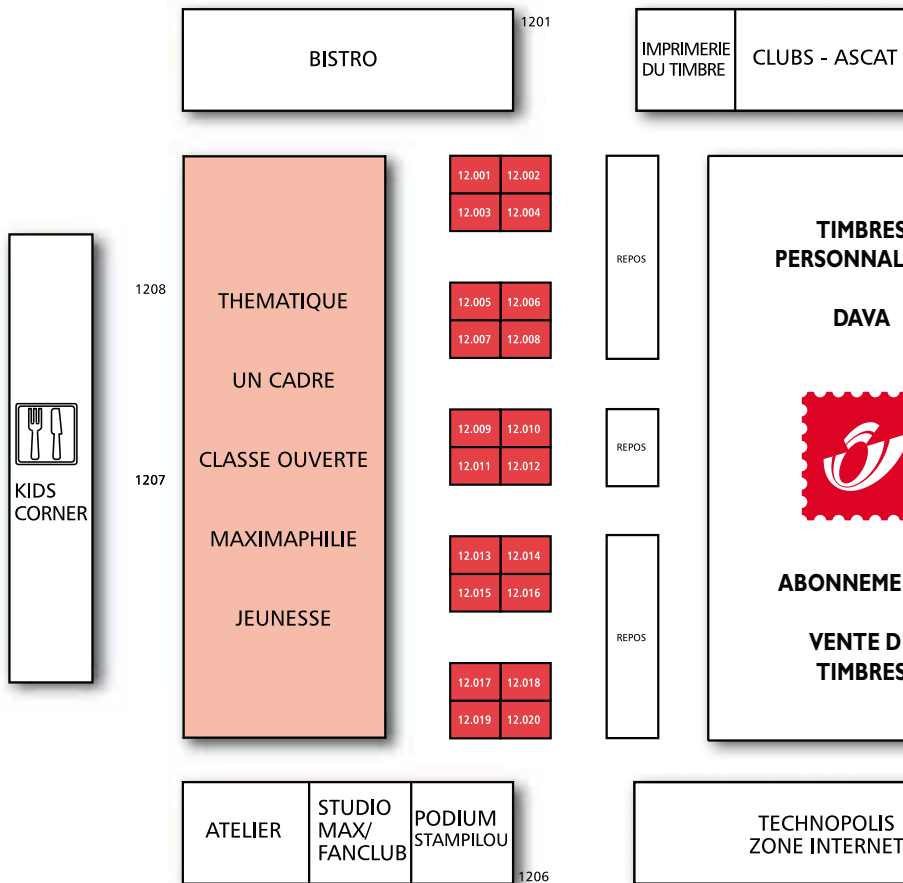 1201
BISTRO
IMPRIMERIE
DU TIMBRE
CLUBS - ASCAT
12.001 12.002
12.003 12.004
REPOS
TIMBRES
PERSONNAL
DAVA
1208
THEMATIQUE
UN CADRE
CLASSE OUVERTE
MAXIMAPHILIE
JEUNESSE
12.005 12.006
12.007 12.008
12.009 12.010
12.011 12.012
REPOS
1207
KIDS
CORNER
12.013 12.014
12.015 12.016
REPOS
ABONNEME
VENTE D
TIMBRES
12.017 12.018
12.019 12.020
ATELIER
STUDIO
MAX/
FANCLUB
PODIUM
STAMPILOU
1206
TECHNOPOLIS
ZONE INTERNET